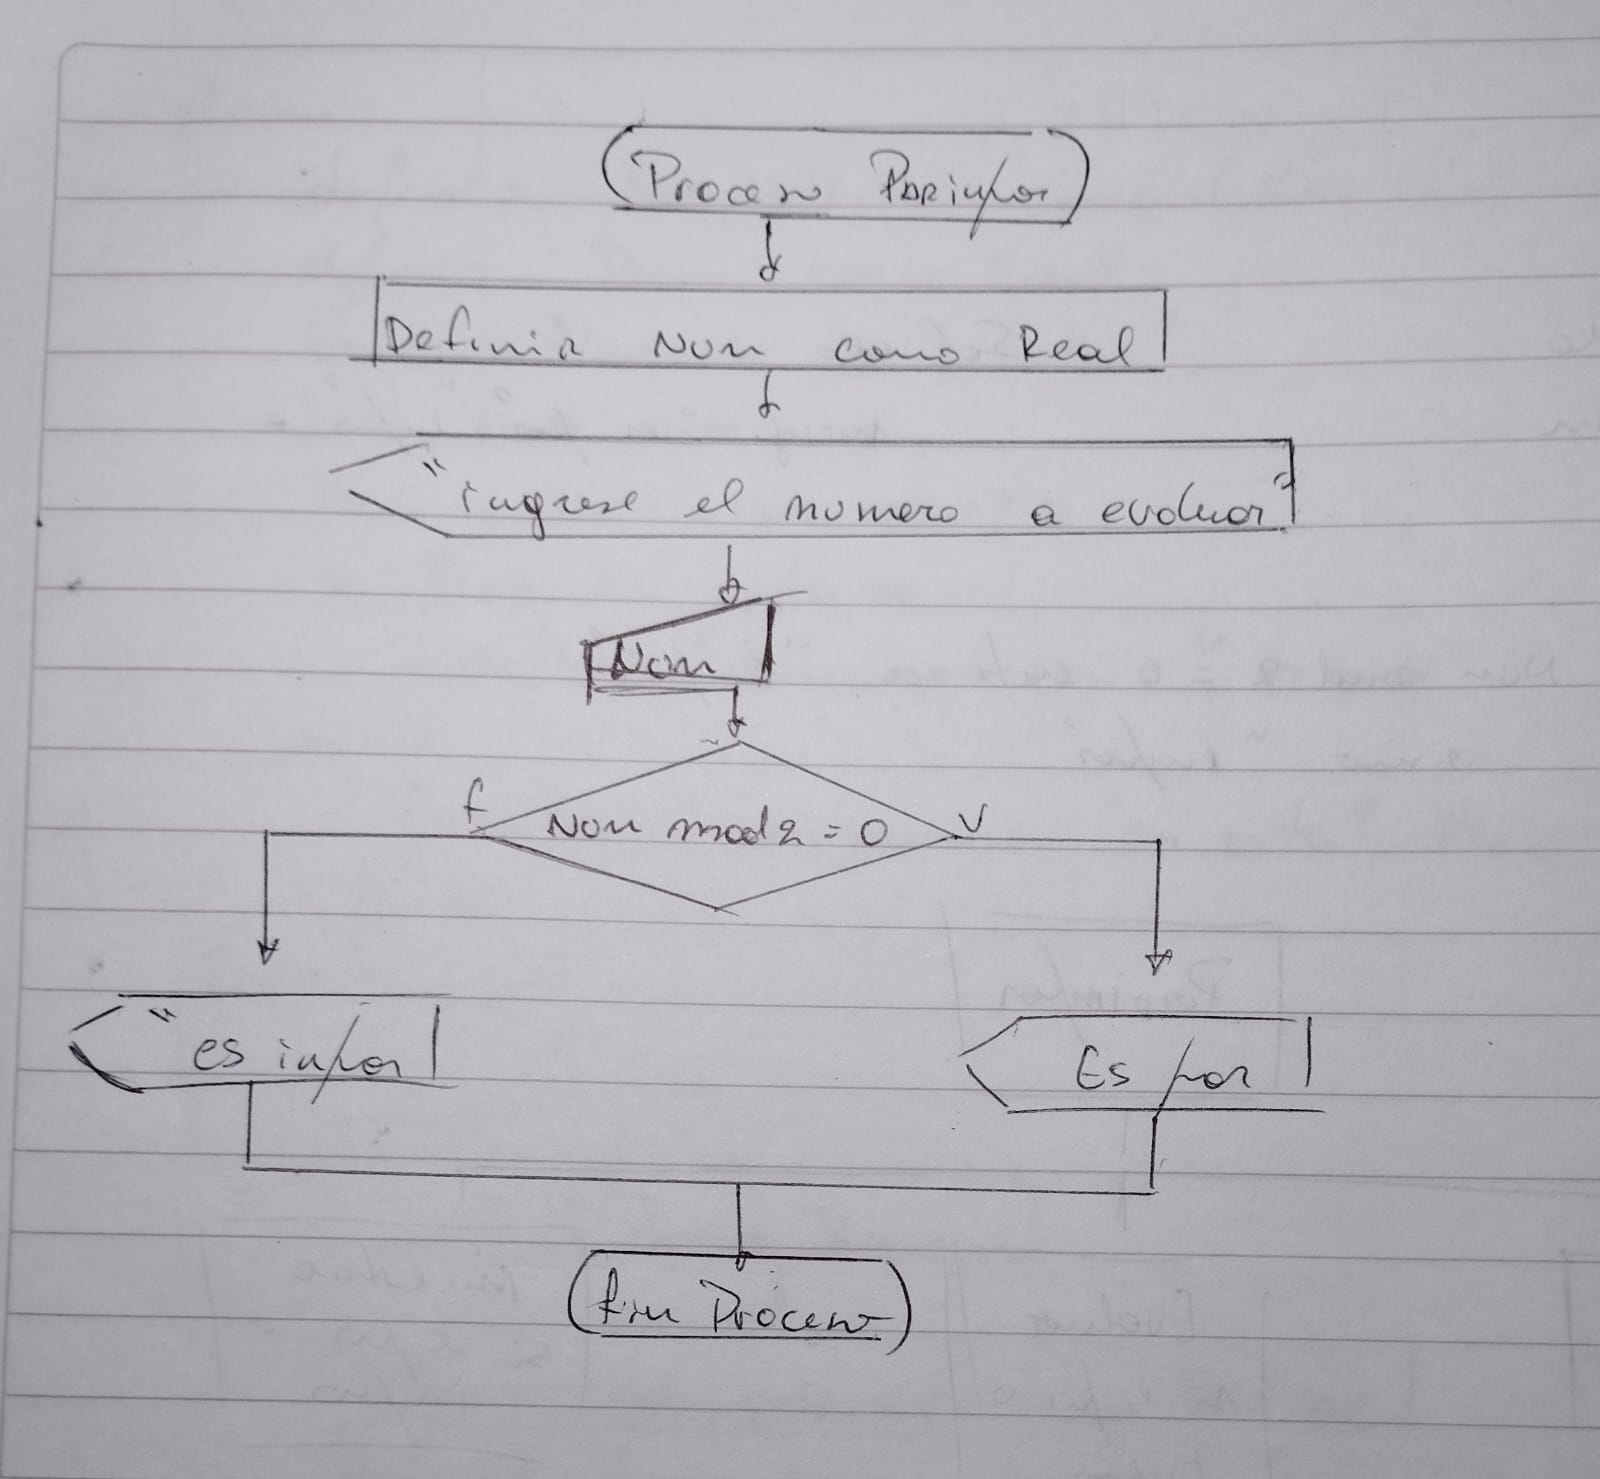 Proceso Parimpar
Definir Num como Real
"ingrese el numero a evaluar"
Num
f
Num mod 2 = 0
V
"es impar
Es par
fin Proceso